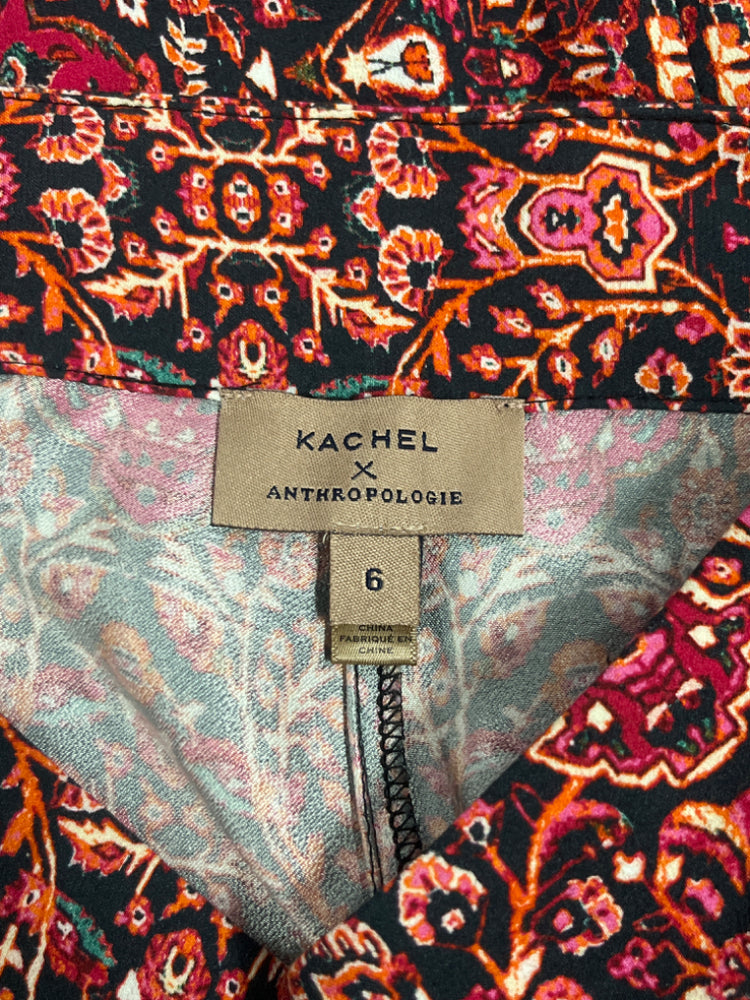 KACHEL
X
ANTHROPOLOGIE
6
CHINA
FABRIQUÉ EN
CHINE